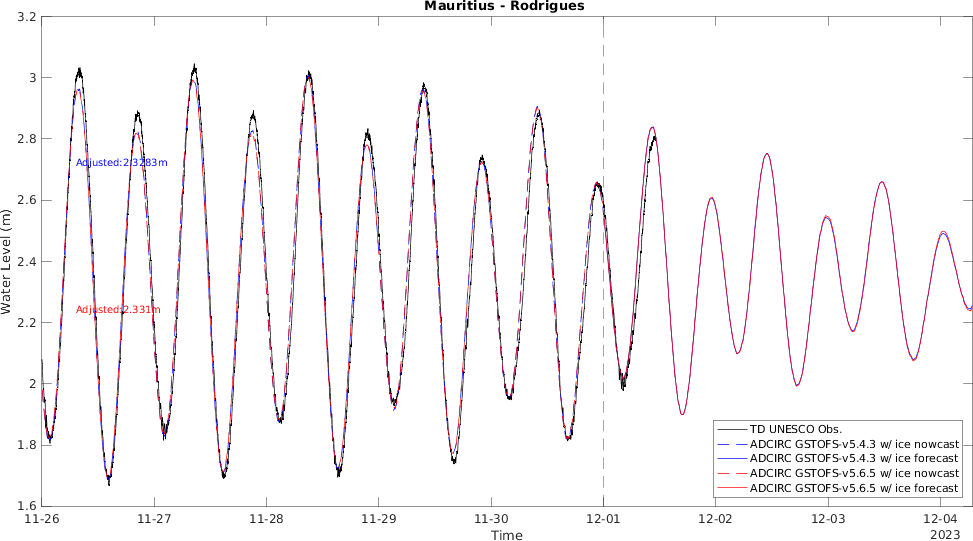 Mauritius - Rodrigues
3.2
3
2.8
2.6
2.4
2.2
2
1.8
1.6
Water Level (m)
Adjusted:2.3283m
Adjusted:2.331m
TD UNESCO Obs.
ADCIRC GSTOFS-v5.4.3 w/ ice nowcast
ADCIRC GSTOFS-v5.4.3 w/ ice forecast
ADCIRC GSTOFS-v5.6.5 w/ ice nowcast
ADCIRC GSTOFS-v5.6.5 w/ ice forecast
11-26 11-27 11-28 11-29 11-30 12-01 12-02 12-03 12-04
Time
2023